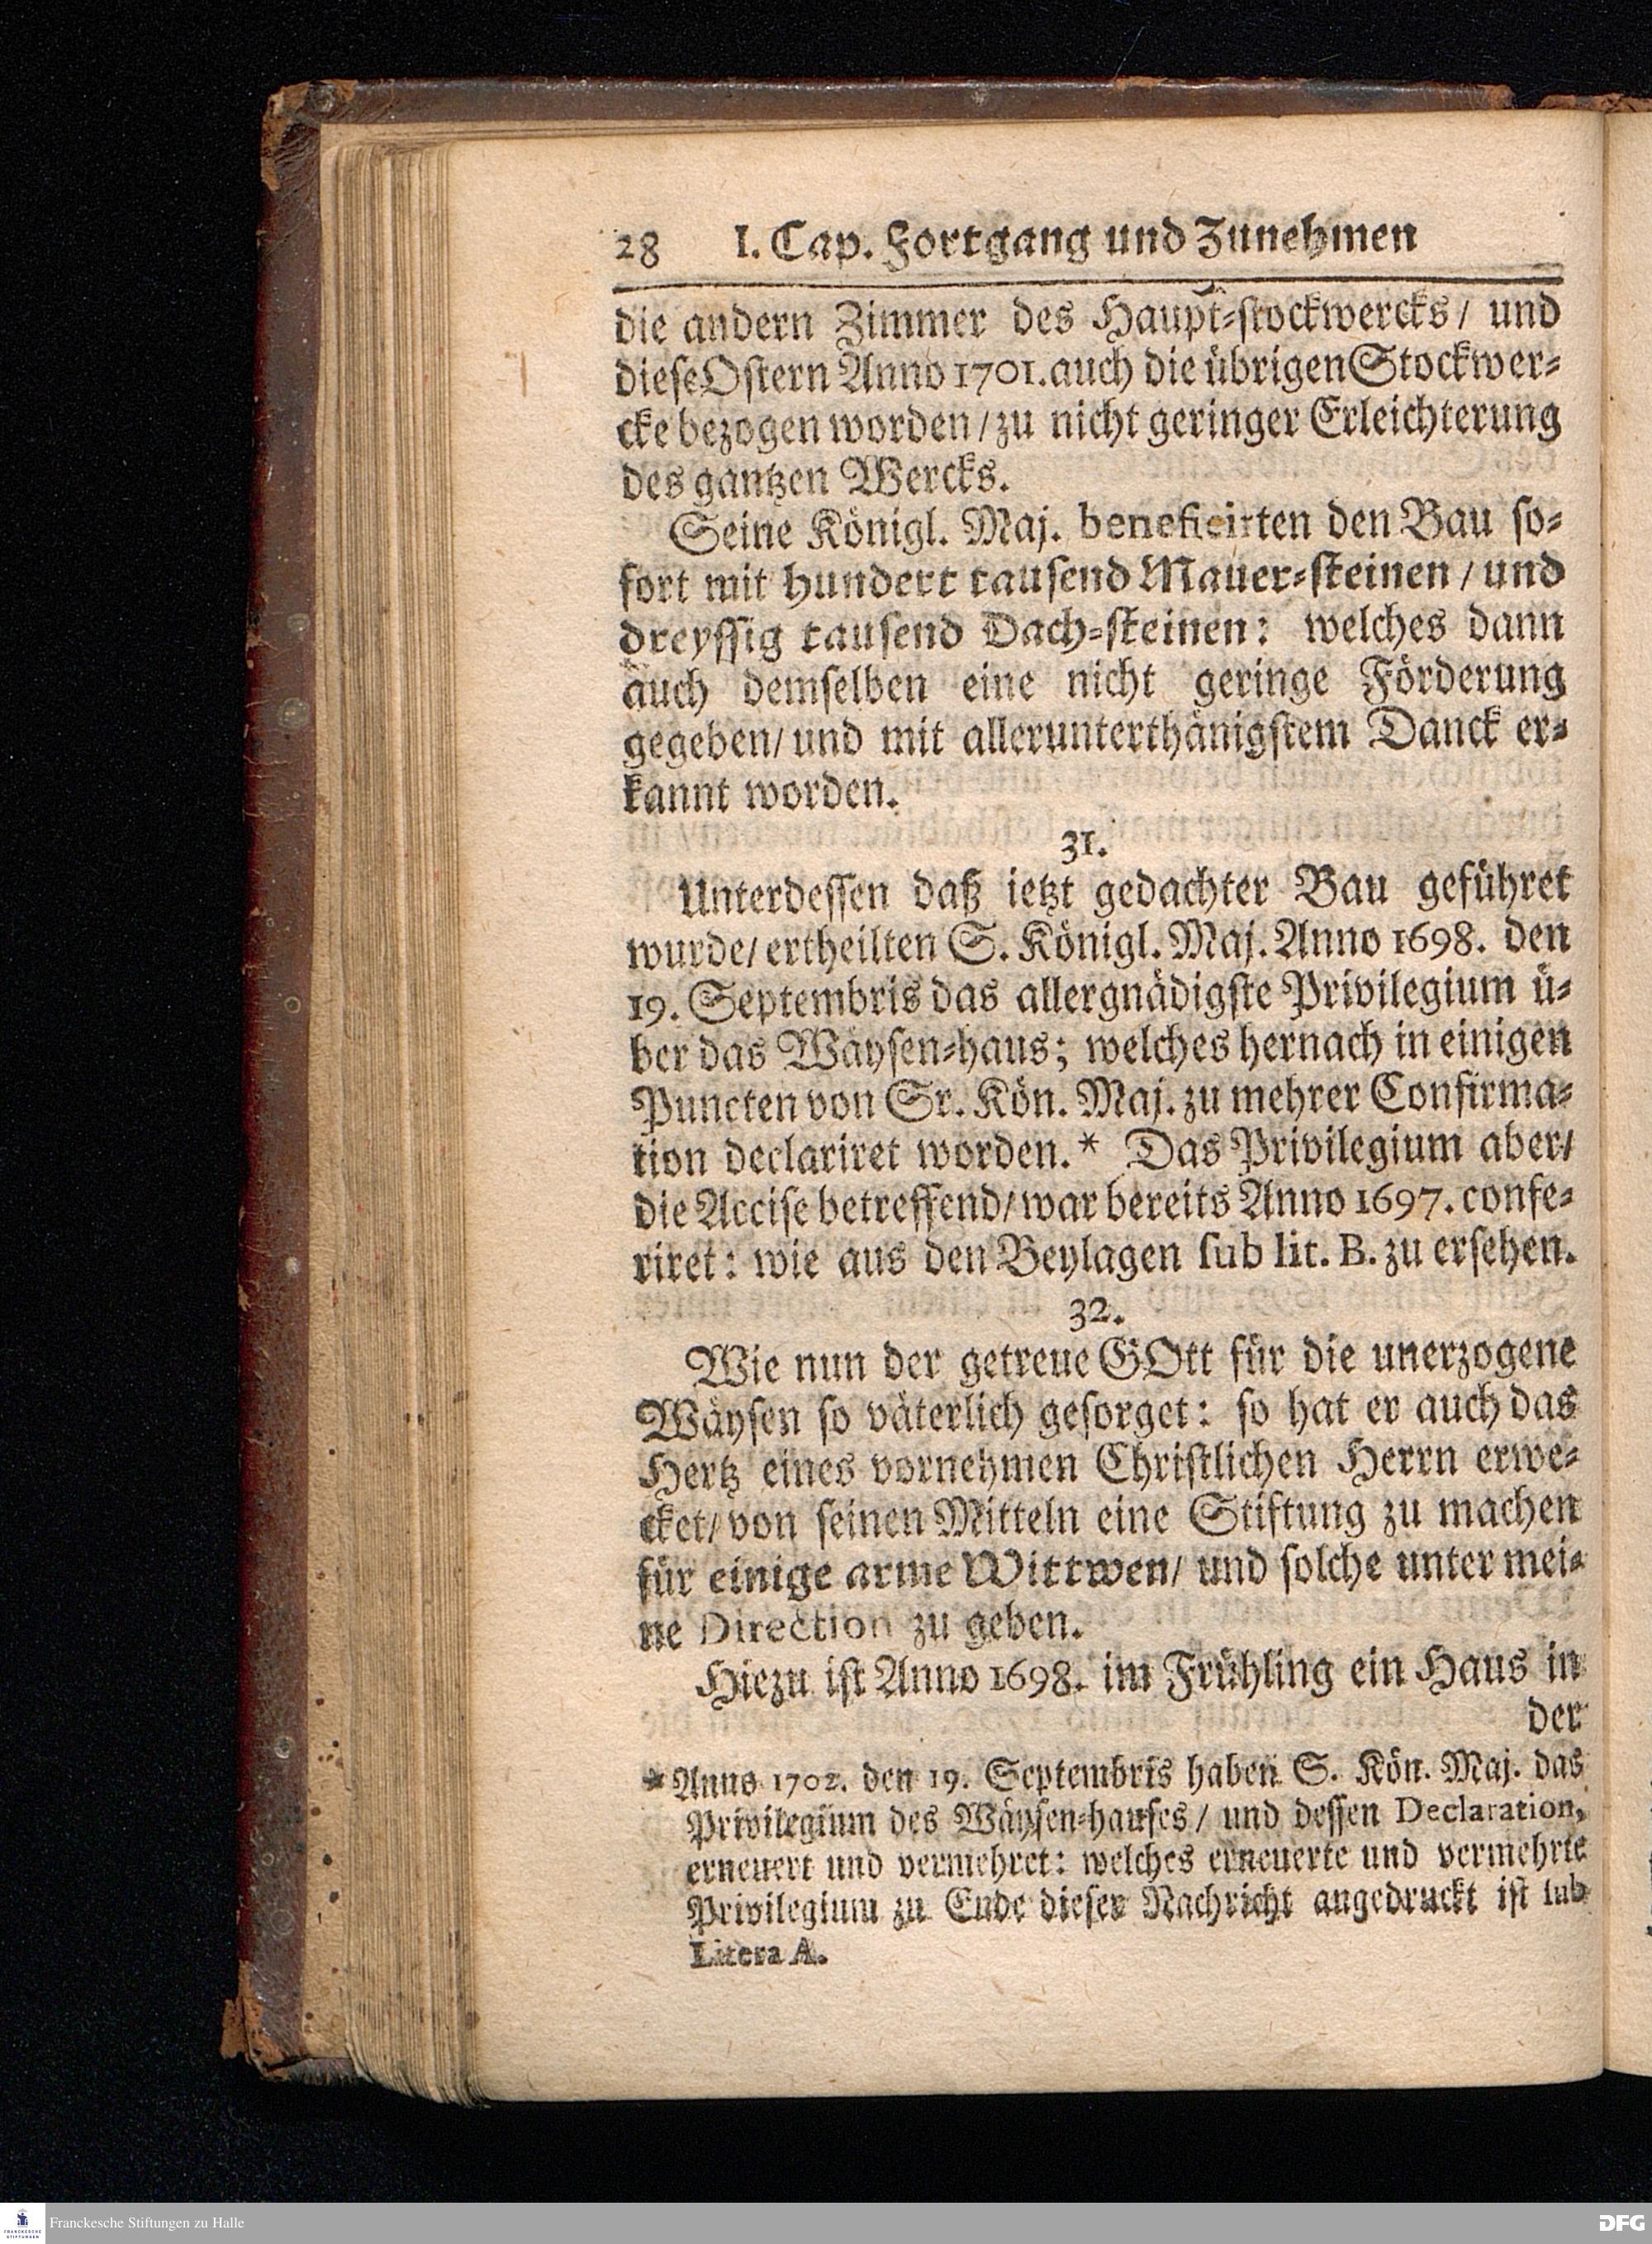 28 I. Cap. Fortgang und Zunehmen
die andern Zimmer des Haupt-stockwercks / und
diese Ostern Anno 1701. auch die übrigen Stockwer-
cke bezogen worden / zu nicht geringer Erleichterung
des gantzen Wercks.
Seine Königl. Maj. beneficirten den Bau so-
fort mit hundert tausend Mauer-steinen / und
dreyssig tausend Dach-steinen: welches dann
auch demselben eine nicht geringe Förderung
gegeben / und mit allerunterthänigstem Danck er-
kannt worden.
31.
Unterdessen daß ietzt gedachter Bau geführet
wurde / ertheilten S. Königl. Maj. Anno 1698. den
19. Septembris das allergnädigste Privilegium ü-
ber das Wäysen-haus; welches hernach in einigen
Puncten von Sr. Kön. Maj. zu mehrer Confirma-
tion declariret worden.* Das Privilegium aber /
die Accise betreffend / war bereits Anno 1697. confe-
riret: wie aus den Beylagen sub lit. B. zu ersehen.
32.
Wie nun der getreue GOtt für die unerzogene
Wäysen so väterlich gesorget: so hat er auch das
Hertz eines vornehmen Christlichen Herrn erwe-
cket / von seinen Mitteln eine Stiftung zu machen
für einige arme Wittwen / und solche unter mei-
ne Direction zu geben.
Hiezu ist Anno 1698. im Frühling ein Haus in
der
* Anno 1702. den 19. Septembris haben S. Kön. Maj. das
Privilegium des Wäysen-hauses / und dessen Declaration,
erneuert und vermehret: welches erneuerte und vermehrte
Privilegium zu Ende dieser Nachricht angedruckt ist sub
Litera A.
FRANCKESCHE STIFTUNGEN
Franckesche Stiftungen zu Halle
DFG